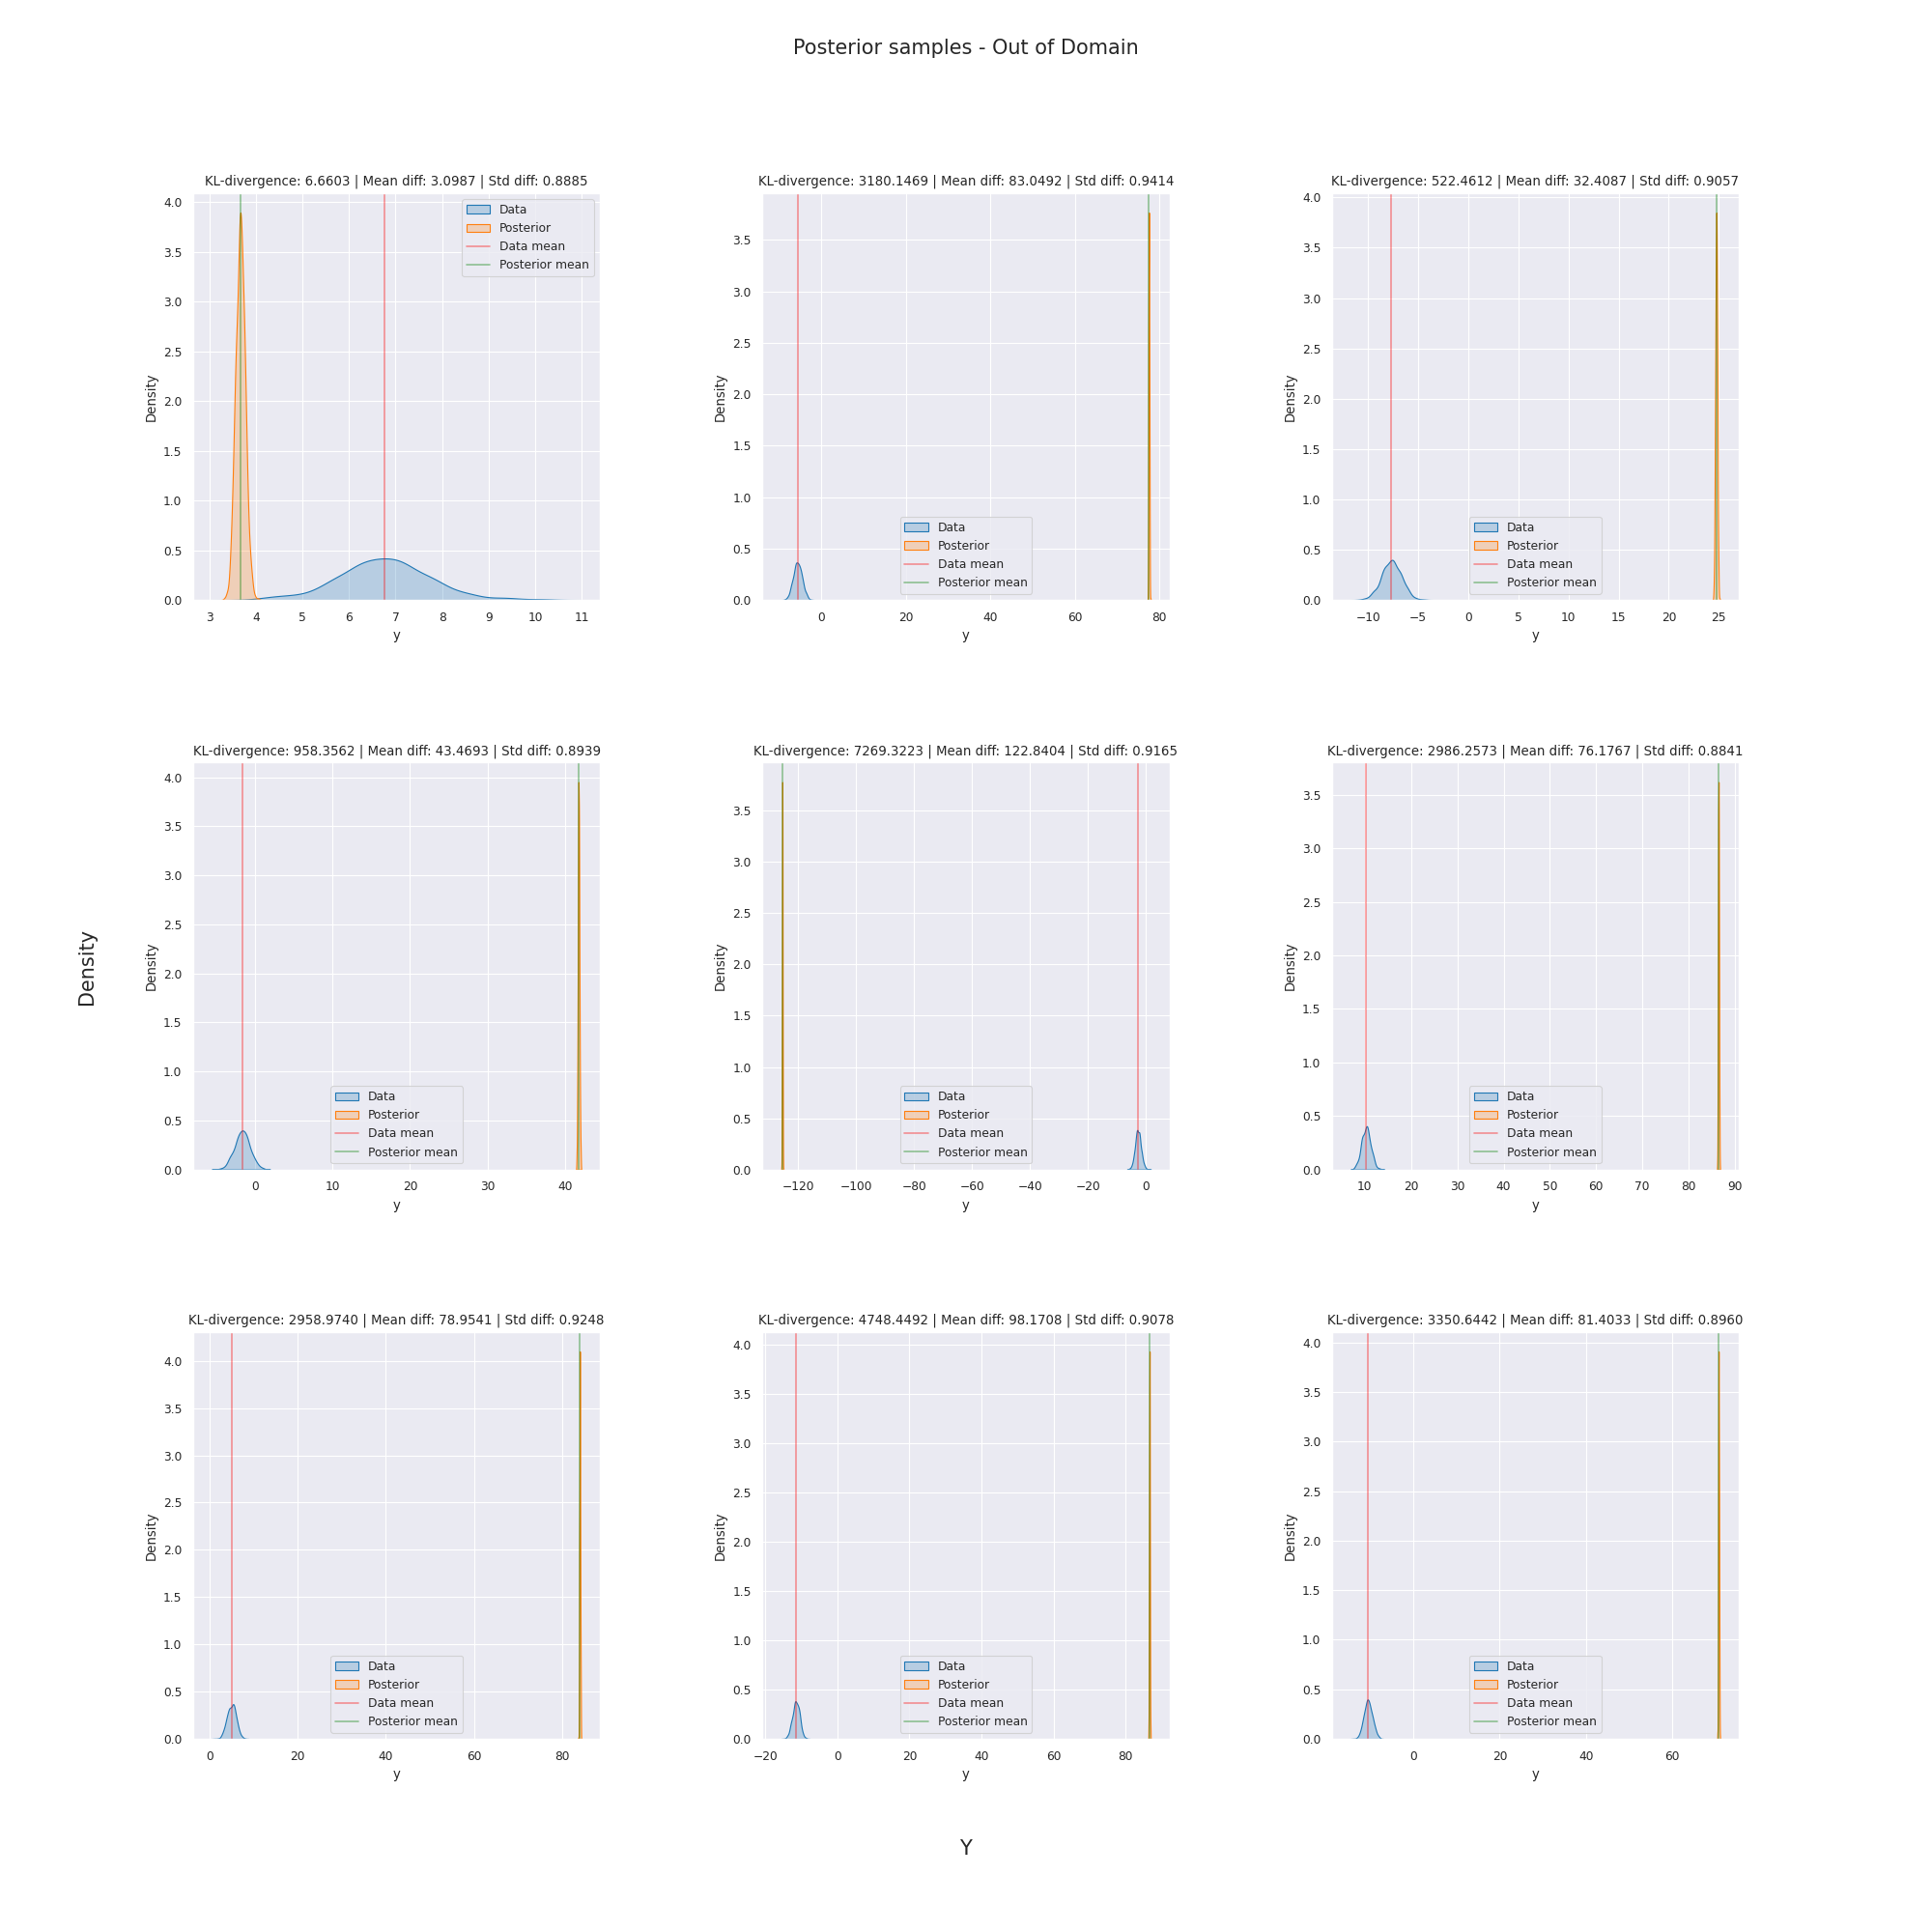 Posterior samples - Out of Domain
KL-divergence: 6.6603 | Mean diff: 3.0987 | Std diff: 0.8885
4.0
3.5
3.0
2.5
2.0
1.5
1.0
0.5
0.0
Density
Data
Posterior
Data mean
Posterior mean
3 4 5 6 7 8 9 10 11
y
KL-divergence: 3180.1469 | Mean diff: 83.0492 | Std diff: 0.9414
3.5
3.0
2.5
2.0
1.5
1.0
0.5
0.0
Density
Data
Posterior
Data mean
Posterior mean
0 20 40 60 80
y
KL-divergence: 522.4612 | Mean diff: 32.4087 | Std diff: 0.9057
4.0
3.5
3.0
2.5
2.0
1.5
1.0
0.5
0.0
Density
Data
Posterior
Data mean
Posterior mean
−10 −5 0 5 10 15 20 25
y
Density
KL-divergence: 958.3562 | Mean diff: 43.4693 | Std diff: 0.8939
4.0
3.5
3.0
2.5
2.0
1.5
1.0
0.5
0.0
Density
Data
Posterior
Data mean
Posterior mean
0 10 20 30 40
y
KL-divergence: 7269.3223 | Mean diff: 122.8404 | Std diff: 0.9165
3.5
3.0
2.5
2.0
1.5
1.0
0.5
0.0
Density
Data
Posterior
Data mean
Posterior mean
−120 −100 −80 −60 −40 −20 0
y
KL-divergence: 2986.2573 | Mean diff: 76.1767 | Std diff: 0.8841
3.5
3.0
2.5
2.0
1.5
1.0
0.5
0.0
Density
Data
Posterior
Data mean
Posterior mean
10 20 30 40 50 60 70 80 90
y
KL-divergence: 2958.9740 | Mean diff: 78.9541 | Std diff: 0.9248
4.0
3.5
3.0
2.5
2.0
1.5
1.0
0.5
0.0
Density
Data
Posterior
Data mean
Posterior mean
0 20 40 60 80
y
KL-divergence: 4748.4492 | Mean diff: 98.1708 | Std diff: 0.9078
4.0
3.5
3.0
2.5
2.0
1.5
1.0
0.5
0.0
Density
Data
Posterior
Data mean
Posterior mean
−20 0 20 40 60 80
y
KL-divergence: 3350.6442 | Mean diff: 81.4033 | Std diff: 0.8960
4.0
3.5
3.0
2.5
2.0
1.5
1.0
0.5
0.0
Density
Data
Posterior
Data mean
Posterior mean
0 20 40 60
y
Y